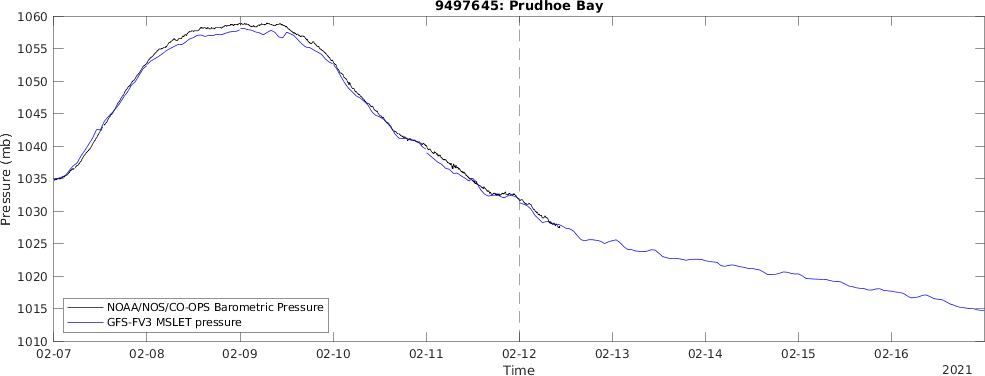 9497645: Prudhoe Bay
1060
1055
1050
1045
1040
1035
1030
1025
1020
1015
1010
Pressure (mb)
NOAA/NOS/CO-OPS Barometric Pressure
GFS-FV3 MSLET pressure
02-07 02-08 02-09 02-10 02-11 02-12 02-13 02-14 02-15 02-16
Time
2021